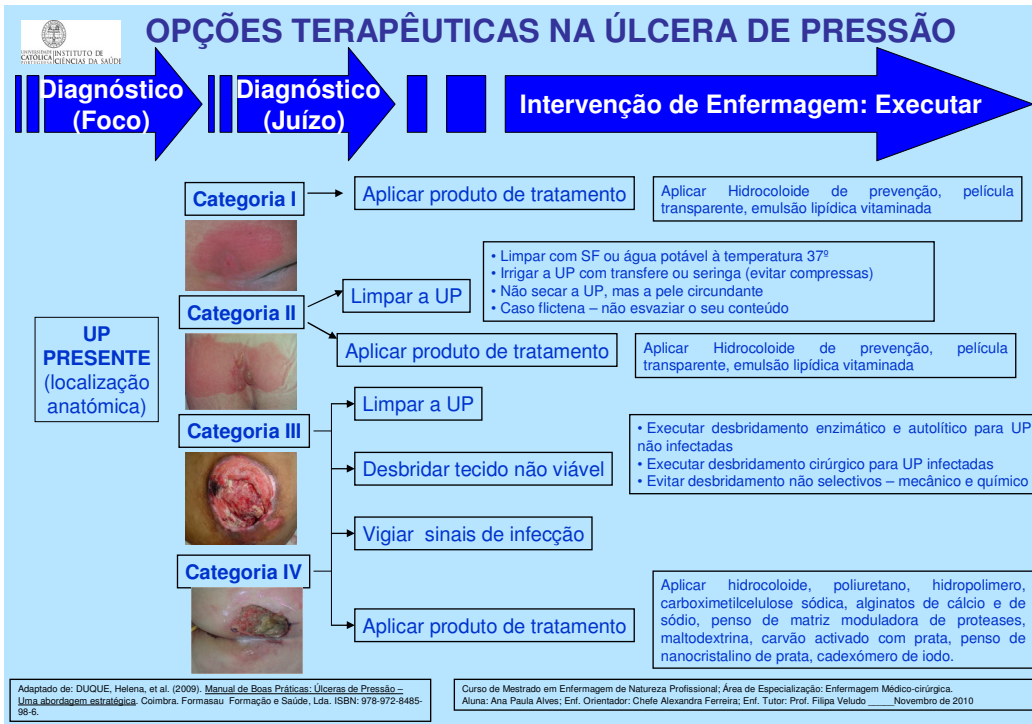 OPÇÕES TERAPÊUTICAS NA ÚLCERA DE PRESSÃO
UNIVERSIDADE
CATÓLICA
PORTUGUESA
INSTITUTO DE
CIÊNCIAS DA SAÚDE
Diagnóstico
(Foco)
Diagnóstico
(Juízo)
Intervenção de Enfermagem: Executar
Categoria I
Aplicar produto de tratamento
Aplicar Hidrocoloide de prevenção, película
transparente, emulsão lipídica vitaminada
• Limpar com SF ou água potável à temperatura 37º
• Irrigar a UP com transfere ou seringa (evitar compressas)
• Não secar a UP, mas a pele circundante
• Caso flictena – não esvaziar o seu conteúdo
Limpar a UP
Categoria II
UP
PRESENTE
(localização
anatómica)
Aplicar produto de tratamento
Aplicar Hidrocoloide de prevenção, película
transparente, emulsão lipídica vitaminada
Limpar a UP
Categoria III
• Executar desbridamento enzimático e autolítico para UP
não infectadas
• Executar desbridamento cirúrgico para UP infectadas
• Evitar desbridamento não selectivos – mecânico e químico
Desbridar tecido não viável
Vigiar sinais de infecção
Categoria IV
Aplicar produto de tratamento
Aplicar hidrocoloide, poliuretano, hidropolimero,
carboximetilcelulose sódica, alginatos de cálcio e de
sódio, penso de matriz moduladora de proteases,
maltodextrina, carvão activado com prata, penso de
nanocristalino de prata, cadexómero de iodo.
Adaptado de: DUQUE, Helena, et al. (2009). Manual de Boas Práticas: Úlceras de Pressão –
Uma abordagem estratégica. Coimbra. Formasau Formação e Saúde, Lda. ISBN: 978-972-8485-
98-6.
Curso de Mestrado em Enfermagem de Natureza Profissional; Área de Especialização: Enfermagem Médico-cirúrgica.
Aluna: Ana Paula Alves; Enf. Orientador: Chefe Alexandra Ferreira; Enf. Tutor: Prof. Filipa Veludo _____Novembro de 2010